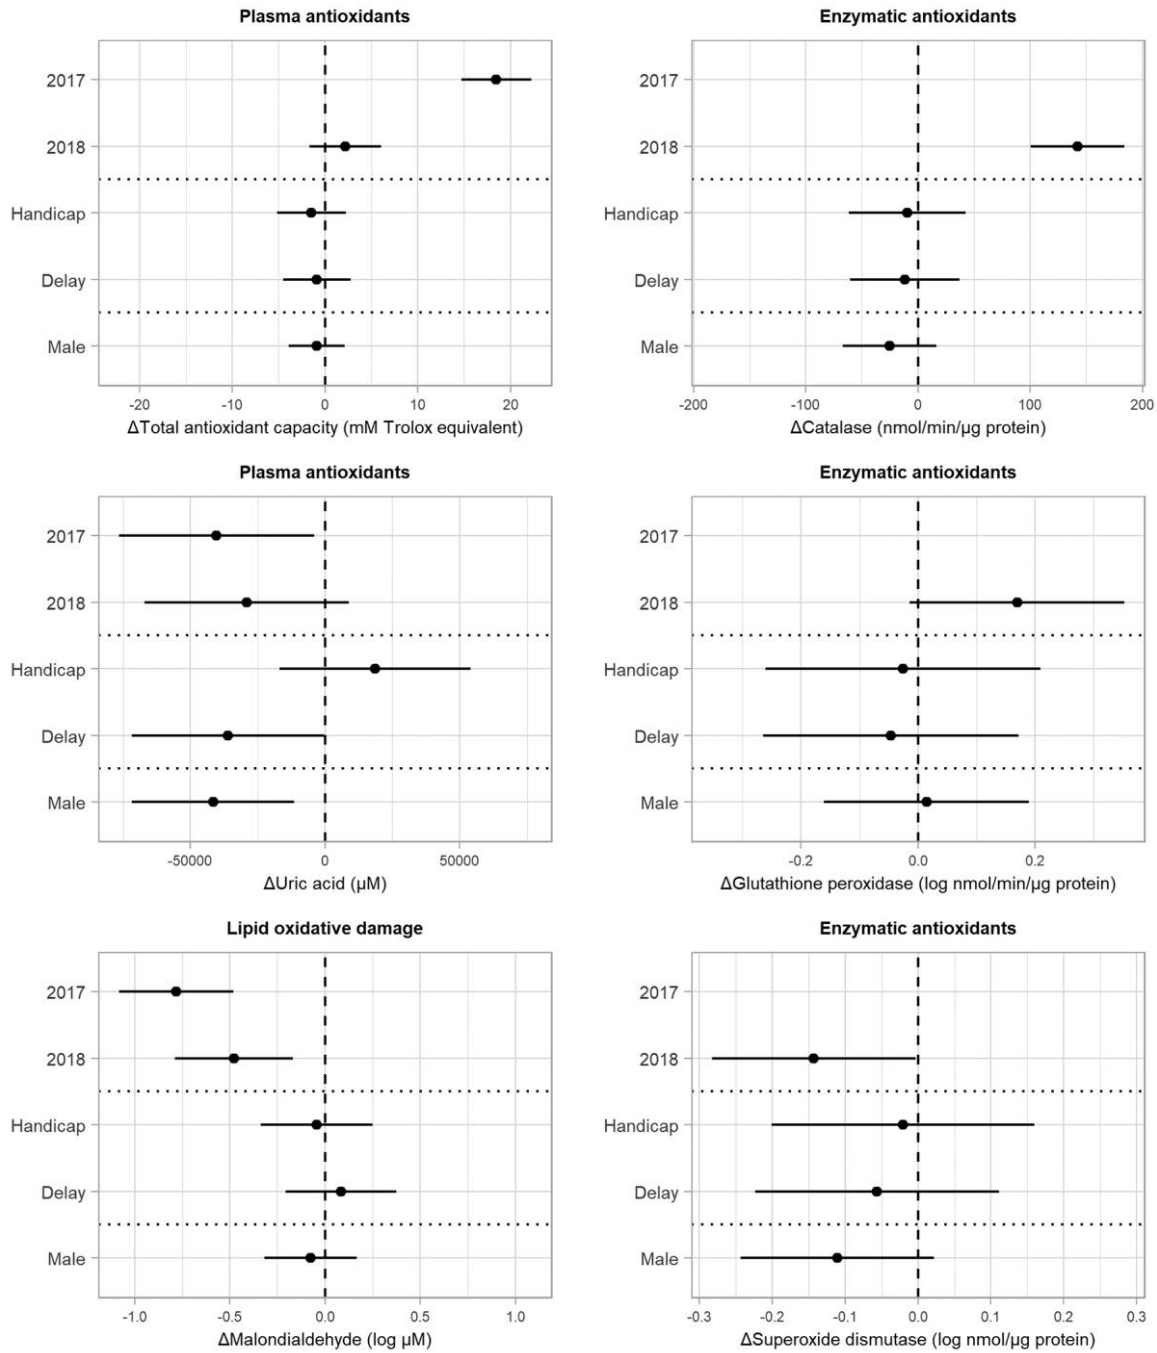 Plasma antioxidants
2017
2018
Handicap
Delay
Male
-20 -10 0 10 20
ΔTotal antioxidant capacity (mM Trolox equivalent)
Enzymatic antioxidants
2017
2018
Handicap
Delay
Male
-200 -100 0 100 200
ΔCatalase (nmol/min/µg protein)
Plasma antioxidants
2017
2018
Handicap
Delay
Male
-50000 0 50000
ΔUric acid (µM)
Enzymatic antioxidants
2017
2018
Handicap
Delay
Male
-0.2 0.0 0.2
ΔGlutathione peroxidase (log nmol/min/µg protein)
Lipid oxidative damage
2017
2018
Handicap
Delay
Male
-1.0 -0.5 0.0 0.5 1.0
ΔMalondialdehyde (log µM)
Enzymatic antioxidants
2017
2018
Handicap
Delay
Male
-0.3 -0.2 -0.1 0.0 0.1 0.2 0.3
ΔSuperoxide dismutase (log nmol/µg protein)